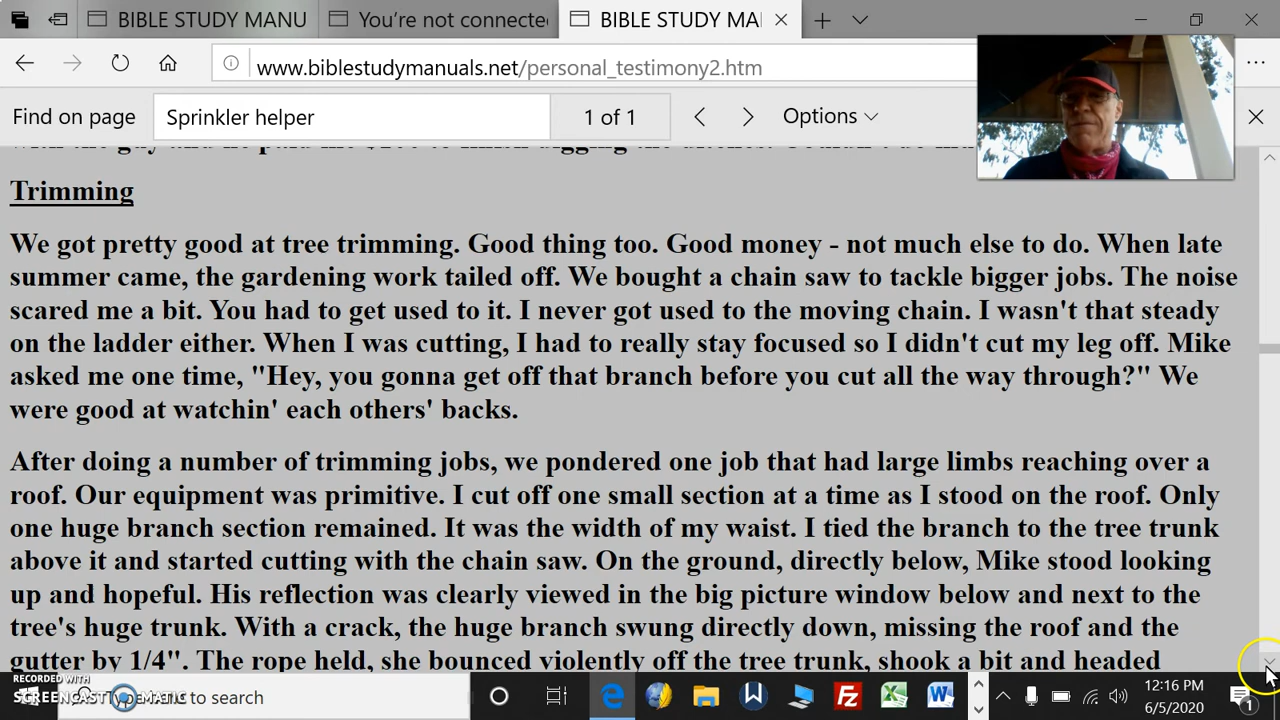 BIBLE STUDY MANU
You're not connecte
BIBLE STUDY MA
www.biblestudymanuals.net/personal_testimony2.htm
Find on page
Sprinkler helper
1 of 1
Options
Trimming
We got pretty good at tree trimming. Good thing too. Good money - not much else to do. When late
summer came, the gardening work tailed off. We bought a chain saw to tackle bigger jobs. The noise
scared me a bit. You had to get used to it. I never got used to the moving chain. I wasn't that steady
on the ladder either. When I was cutting, I had to really stay focused so I didn't cut my leg off. Mike
asked me one time, "Hey, you gonna get off that branch before you cut all the way through?" We
were good at watchin' each others' backs.
After doing a number of trimming jobs, we pondered one job that had large limbs reaching over a
roof. Our equipment was primitive. I cut off one small section at a time as I stood on the roof. Only
one huge branch section remained. It was the width of my waist. I tied the branch to the tree trunk
above it and started cutting with the chain saw. On the ground, directly below, Mike stood looking
up and hopeful. His reflection was clearly viewed in the big picture window below and next to the
tree's huge trunk. With a crack, the huge branch swung directly down, missing the roof and the
gutter by 1/4". The rope held, she bounced violently off the tree trunk, shook a bit and headed
RECORDED WITH
SCREENCAST-O-MATIC
Type here to search
12:16 PM
6/5/2020
1